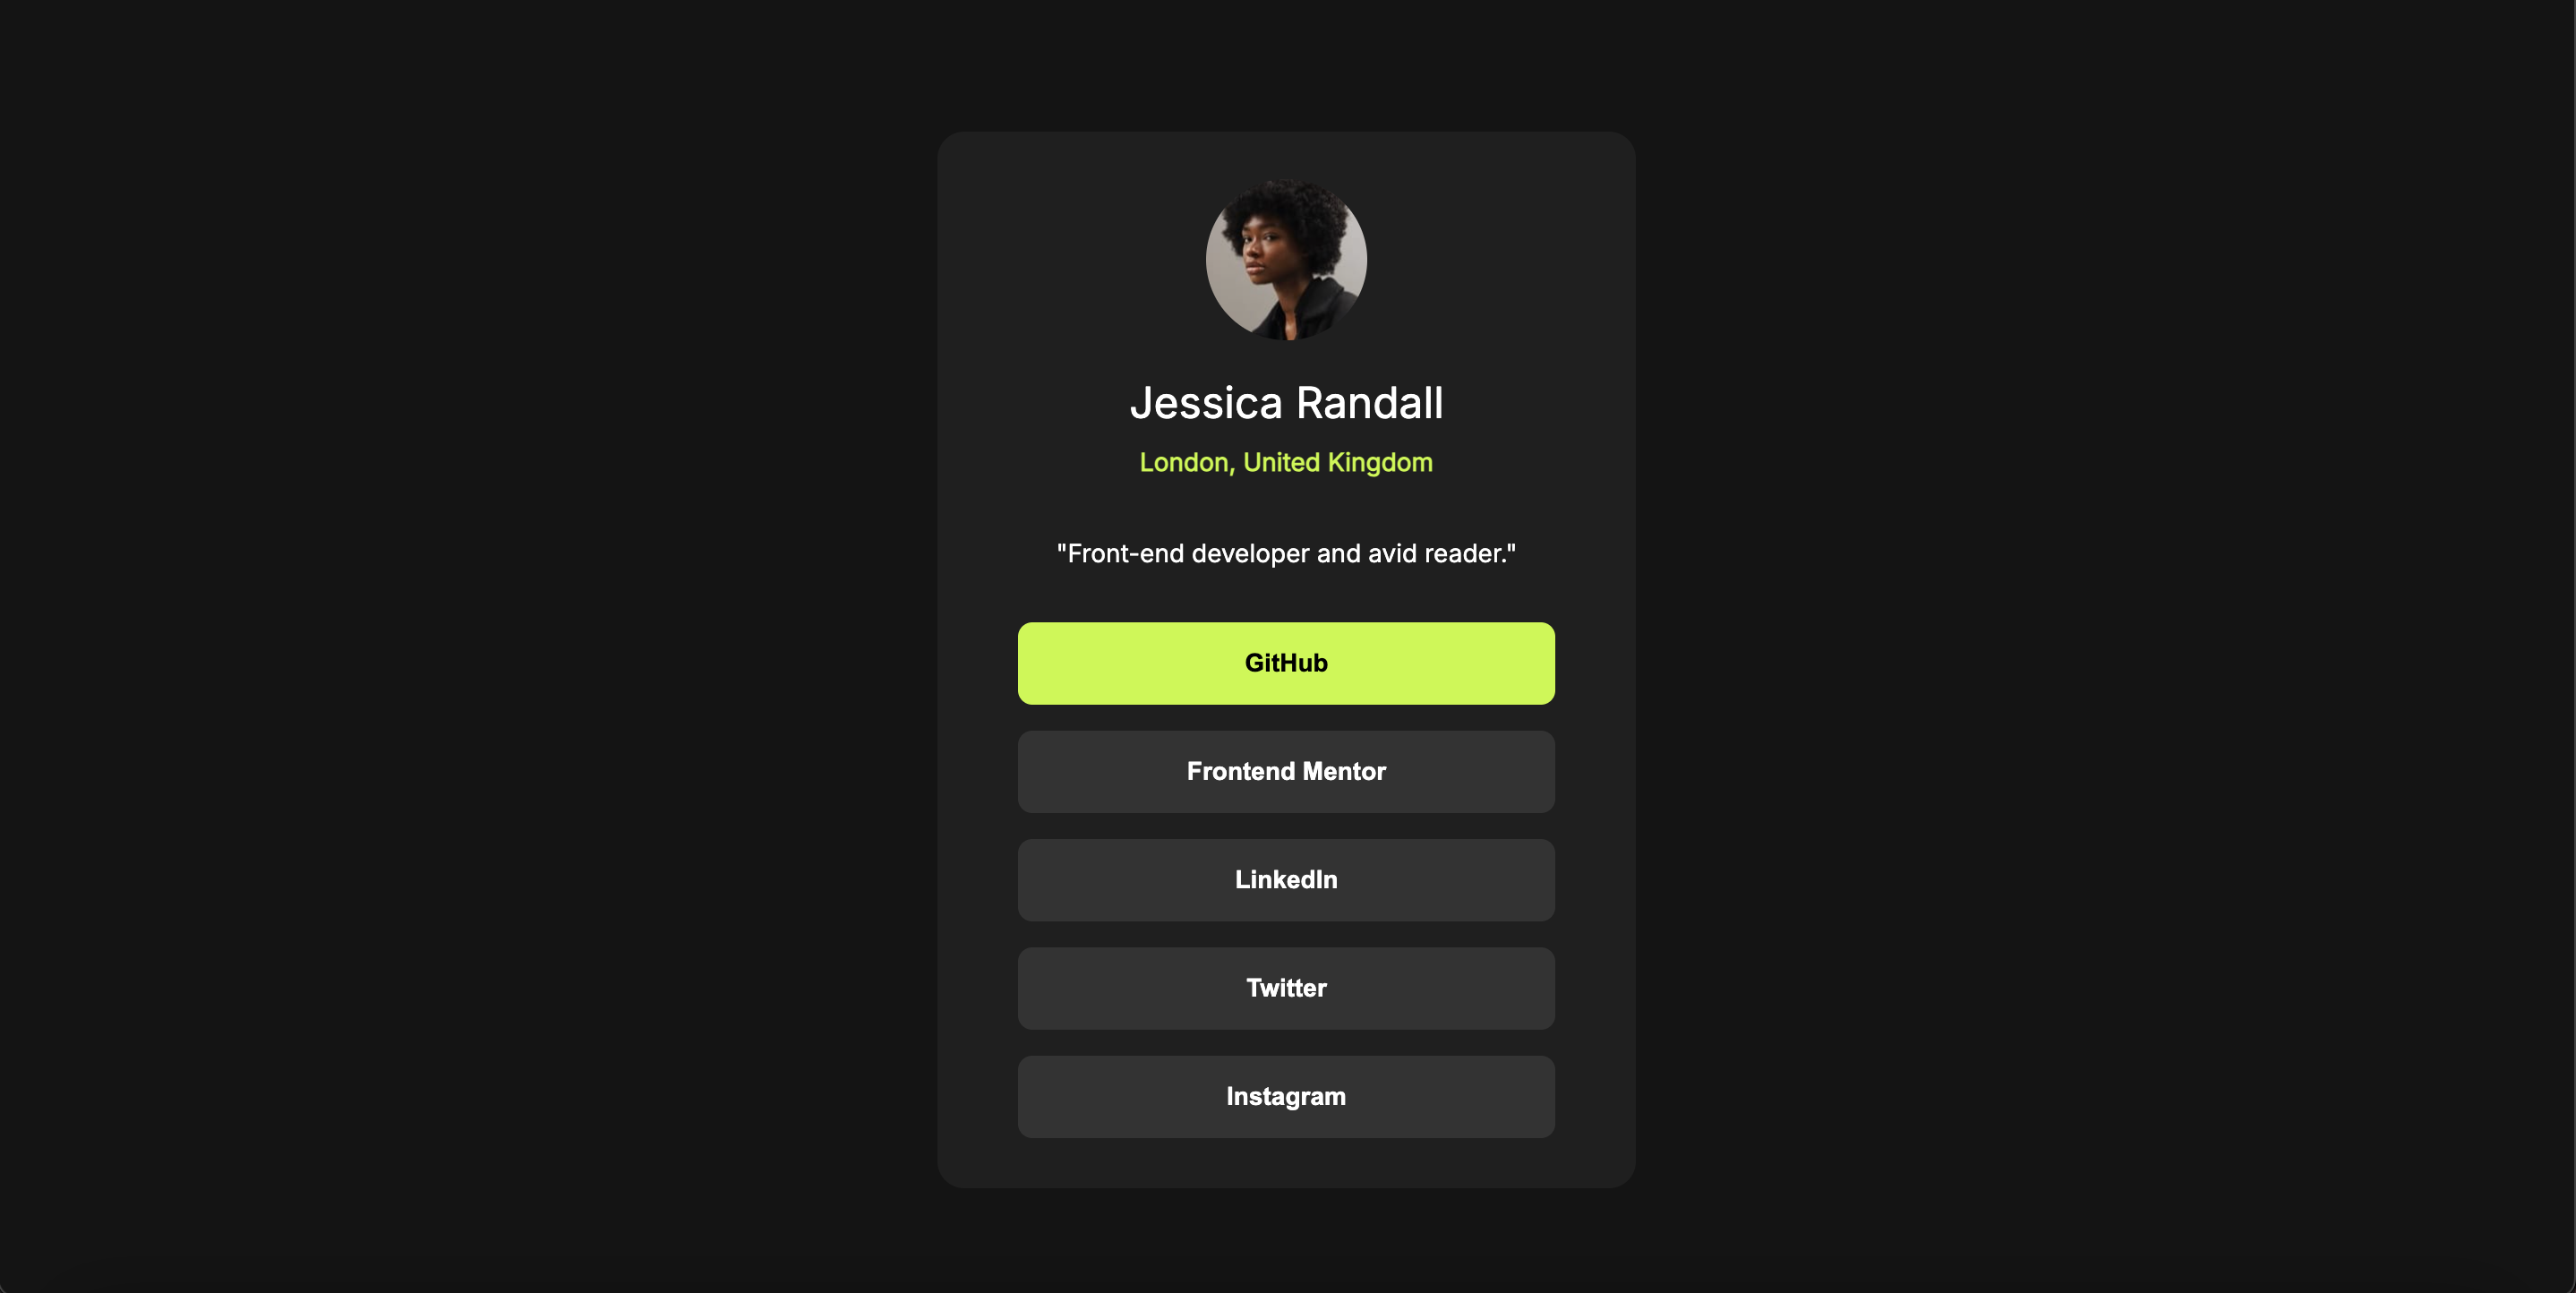 Jessica Randall
London, United Kingdom
"Front-end developer and avid reader."
GitHub
Frontend Mentor
LinkedIn
Twitter
Instagram